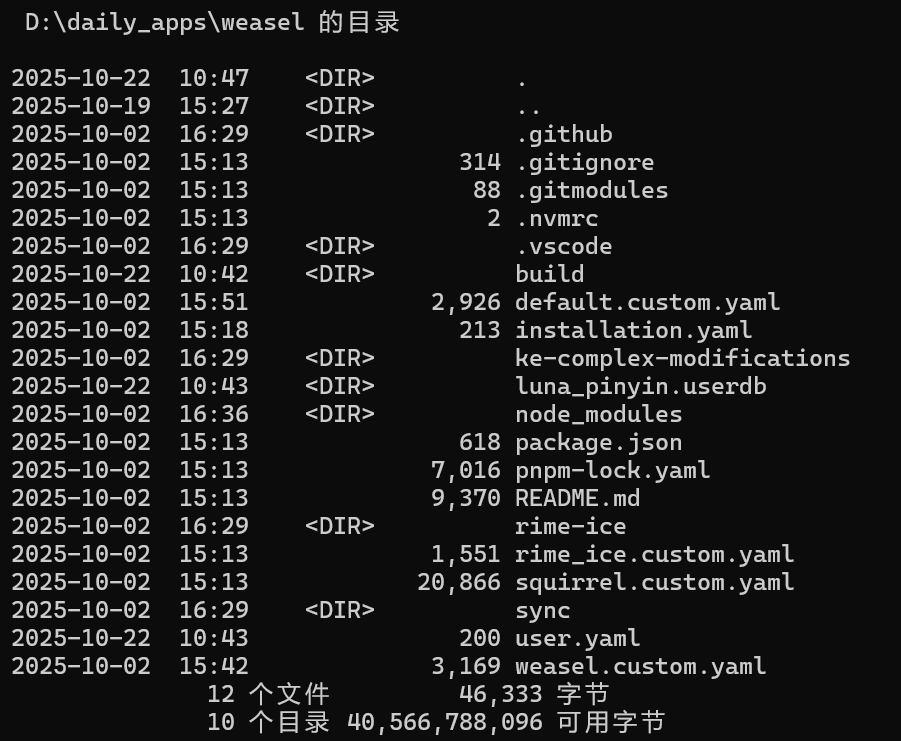 D:\daily_apps\weasel 的目录
2025-10-22  10:47    <DIR>          .
2025-10-19  15:27    <DIR>          ..
2025-10-02  16:29    <DIR>          .github
2025-10-02  15:13               314 .gitignore
2025-10-02  15:13                88 .gitmodules
2025-10-02  15:13                 2 .nvmrc
2025-10-02  16:29    <DIR>          .vscode
2025-10-22  10:42    <DIR>          build
2025-10-02  15:51             2,926 default.custom.yaml
2025-10-02  15:18               213 installation.yaml
2025-10-02  16:29    <DIR>          ke-complex-modifications
2025-10-22  10:43    <DIR>          luna_pinyin.userdb
2025-10-02  16:36    <DIR>          node_modules
2025-10-02  15:13               618 package.json
2025-10-02  15:13             7,016 pnpm-lock.yaml
2025-10-02  15:13             9,370 README.md
2025-10-02  16:29    <DIR>          rime-ice
2025-10-02  15:13             1,551 rime_ice.custom.yaml
2025-10-02  15:13            20,866 squirrel.custom.yaml
2025-10-02  16:29    <DIR>          sync
2025-10-22  10:43               200 user.yaml
2025-10-02  15:42             3,169 weasel.custom.yaml
12 个文件         46,333 字节
10 个目录 40,566,788,096 可用字节